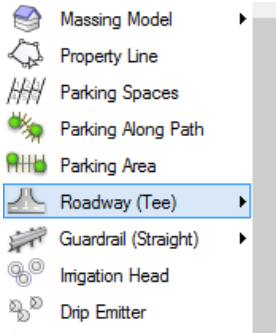 Massing Model
Property Line
Parking Spaces
Parking Along Path
Parking Area
Roadway (Tee)
Guardrail (Straight)
Irrigation Head
Drip Emitter